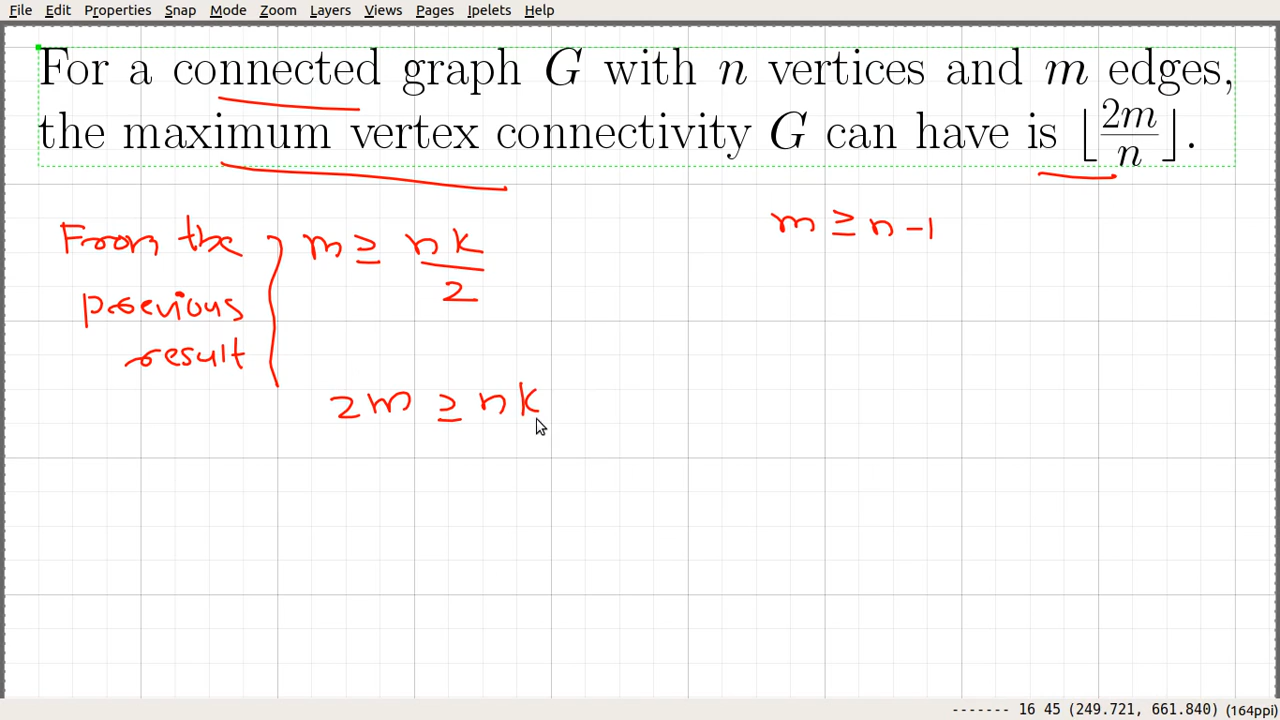 File Edit Properties Snap Mode Zoom Layers Views Pages Ipelets Help
For a connected graph G with n vertices and m edges,
the maximum vertex connectivity G can have is ⌊2m/n⌋.
From the previous result } m ≥ nk/2
m ≥ n-1
2m ≥ nk
------- 16 45 (249.721, 661.840) (164ppi)